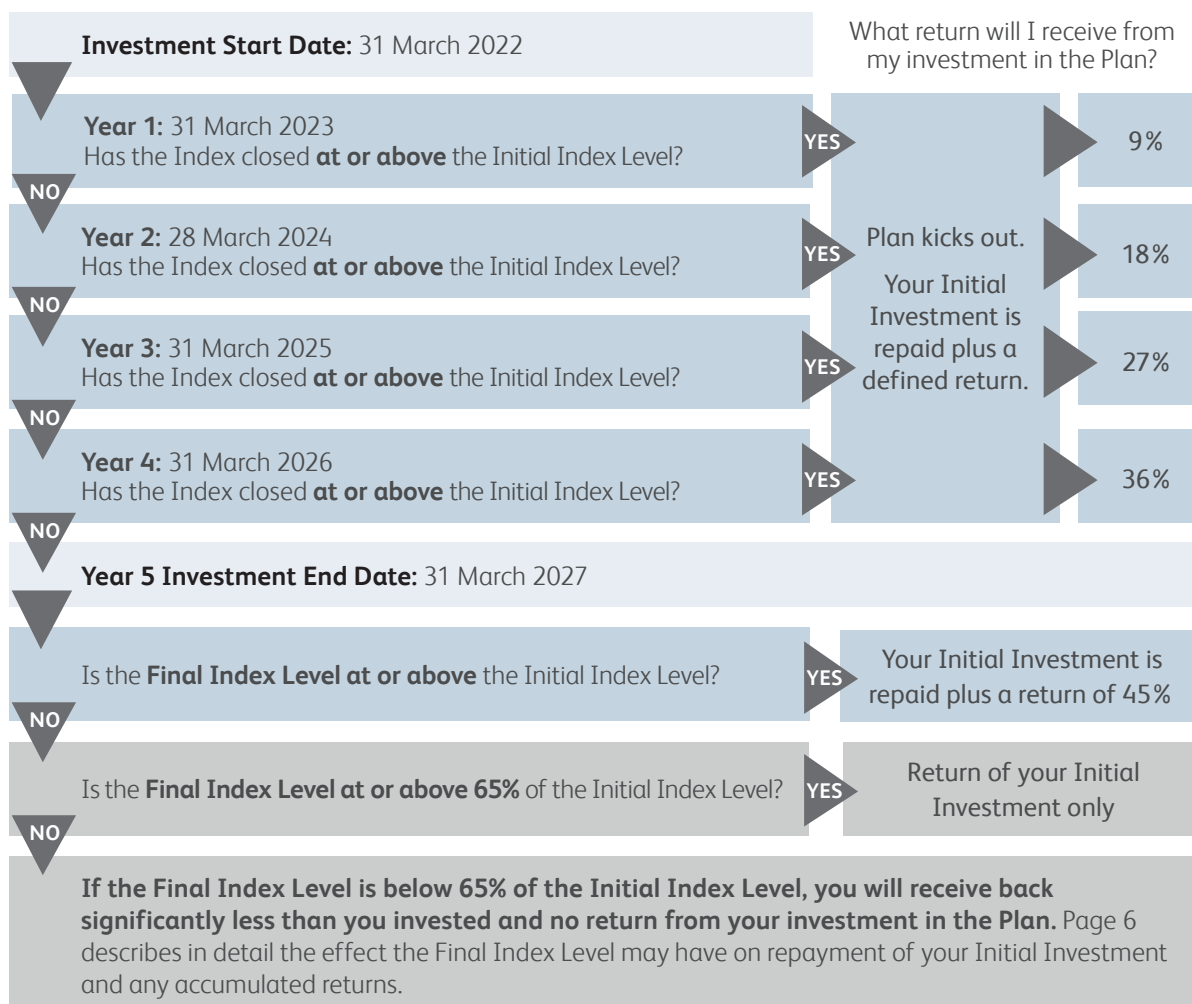 Investment Start Date: 31 March 2022
What return will I receive from
my investment in the Plan?
Year 1: 31 March 2023
Has the Index closed at or above the Initial Index Level?
YES
9%
NO
Year 2: 28 March 2024
Has the Index closed at or above the Initial Index Level?
YES
18%
NO
Year 3: 31 March 2025
Has the Index closed at or above the Initial Index Level?
YES
27%
NO
Year 4: 31 March 2026
Has the Index closed at or above the Initial Index Level?
YES
36%
Plan kicks out.
Your Initial
Investment is
repaid plus a
defined return.
NO
Year 5 Investment End Date: 31 March 2027
Is the Final Index Level at or above the Initial Index Level?
YES
Your Initial Investment is
repaid plus a return of 45%
NO
Is the Final Index Level at or above 65% of the Initial Index Level?
YES
Return of your Initial
Investment only
NO
If the Final Index Level is below 65% of the Initial Index Level, you will receive back
significantly less than you invested and no return from your investment in the Plan. Page 6
describes in detail the effect the Final Index Level may have on repayment of your Initial Investment
and any accumulated returns.